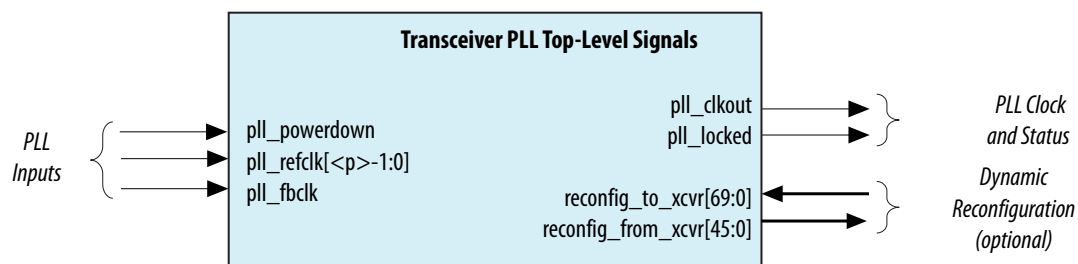 Transceiver PLL Top-Level Signals
PLL
Inputs
pll_powerdown
pll_refclk[<p>-1:0]
pll_fbclk
pll_clkout
pll_locked
PLL Clock
and Status
reconfig_to_xcvr[69:0]
reconfig_from_xcvr[45:0]
Dynamic
Reconfiguration
(optional)